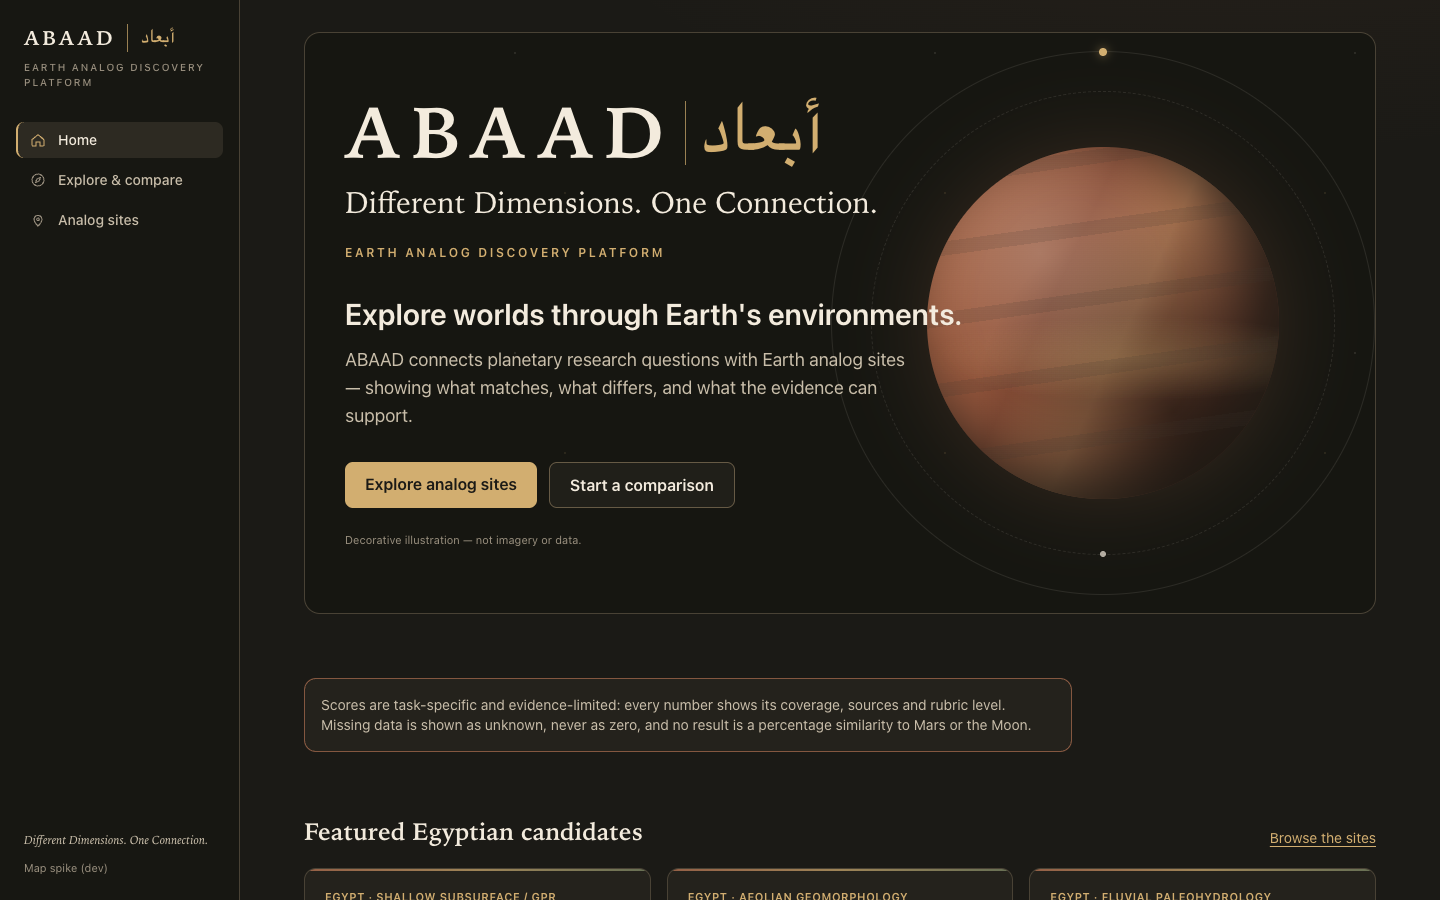 ABAAD | أبعاد
EARTH ANALOG DISCOVERY
PLATFORM
Home
Explore & compare
Analog sites
Different Dimensions. One Connection.
Map spike (dev)
ABAAD | أبعاد
Different Dimensions. One Connection.
EARTH ANALOG DISCOVERY PLATFORM
Explore worlds through Earth's environments.
ABAAD connects planetary research questions with Earth analog sites
— showing what matches, what differs, and what the evidence can
support.
Explore analog sites
Start a comparison
Decorative illustration — not imagery or data.
Scores are task-specific and evidence-limited: every number shows its coverage, sources and rubric level.
Missing data is shown as unknown, never as zero, and no result is a percentage similarity to Mars or the Moon.
Featured Egyptian candidates
Browse the sites
EGYPT · SHALLOW SUBSURFACE / GPR
EGYPT · AEOLIAN GEOMORPHOLOGY
EGYPT · FLUVIAL PALEOHYDROLOGY